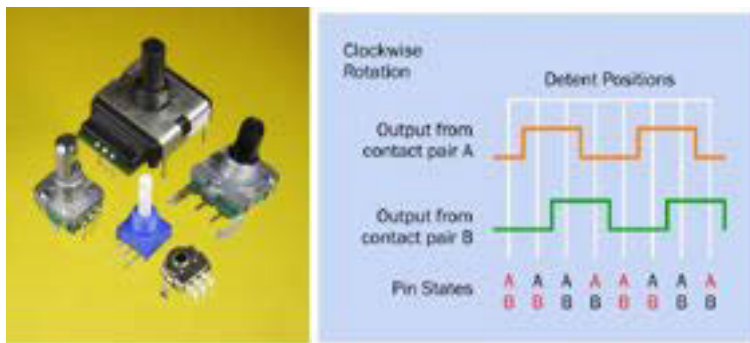 Clockwise
Rotation
Detent Positions
Output from
contact pair A
Output from
contact pair B
Pin States
A A A A A A A A
B B B B B B B B